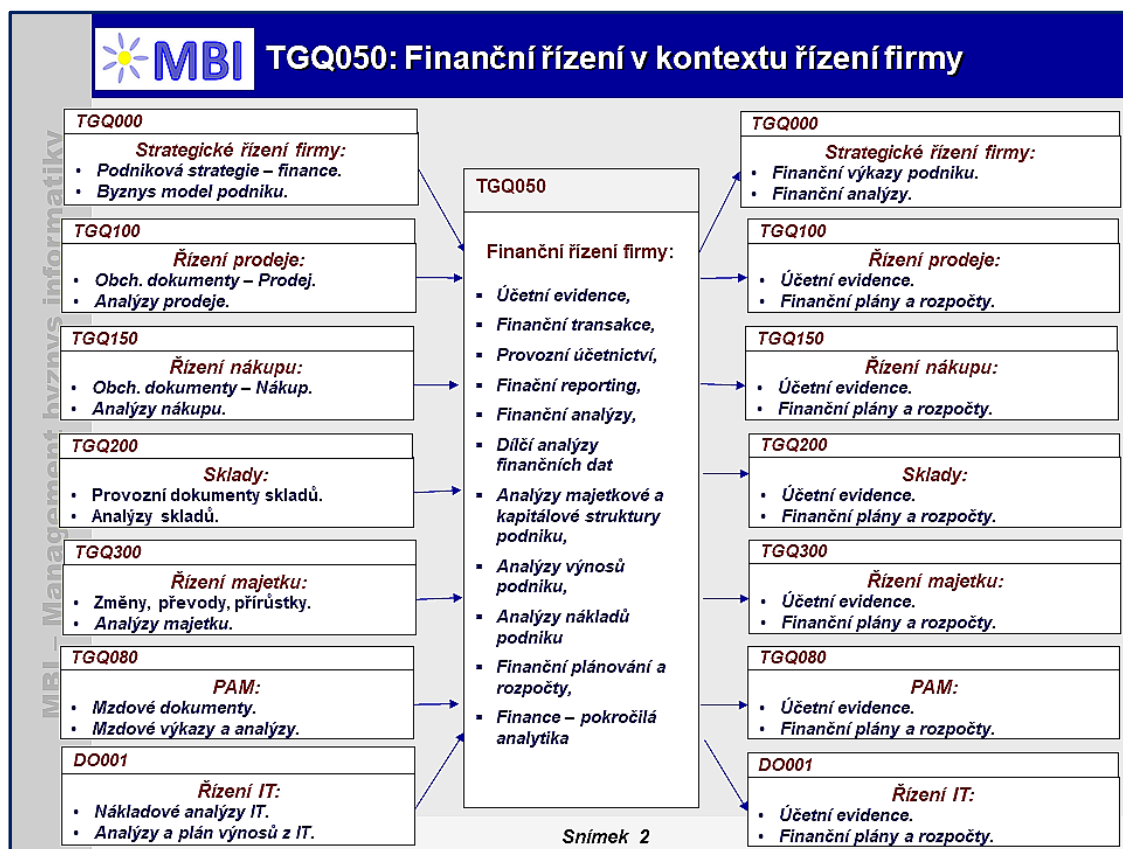 MBI
TGQ050: Finanční řízení v kontextu řízení firmy
MBI – Management byznys informatiky
TGQ000
Strategické řízení firmy:
• Podniková strategie – finance.
• Byznys model podniku.
TGQ100
Řízení prodeje:
• Obch. dokumenty – Prodej.
• Analýzy prodeje.
TGQ150
Řízení nákupu:
• Obch. dokumenty – Nákup.
• Analýzy nákupu.
TGQ200
Sklady:
• Provozní dokumenty skladů.
• Analýzy skladů.
TGQ300
Řízení majetku:
• Změny, převody, přírůstky.
• Analýzy majetku.
TGQ080
PAM:
• Mzdové dokumenty.
• Mzdové výkazy a analýzy.
DO001
Řízení IT:
• Nákladové analýzy IT.
• Analýzy a plán výnosů z IT.
TGQ050
Finanční řízení firmy:
▪ Účetní evidence,
▪ Finanční transakce,
▪ Provozní účetnictví,
▪ Finační reporting,
▪ Finanční analýzy,
▪ Dílčí analýzy
finančních dat
▪ Analýzy majetkové a
kapitálové struktury
podniku,
▪ Analýzy výnosů
podniku,
▪ Analýzy nákladů
podniku
▪ Finanční plánování a
rozpočty,
▪ Finance – pokročilá
analytika
TGQ000
Strategické řízení firmy:
• Finanční výkazy podniku.
• Finanční analýzy.
TGQ100
Řízení prodeje:
• Účetní evidence.
• Finanční plány a rozpočty.
TGQ150
Řízení nákupu:
• Účetní evidence.
• Finanční plány a rozpočty.
TGQ200
Sklady:
• Účetní evidence.
• Finanční plány a rozpočty.
TGQ300
Řízení majetku:
• Účetní evidence.
• Finanční plány a rozpočty.
TGQ080
PAM:
• Účetní evidence.
• Finanční plány a rozpočty.
DO001
Řízení IT:
• Účetní evidence.
• Finanční plány a rozpočty.
Snímek 2